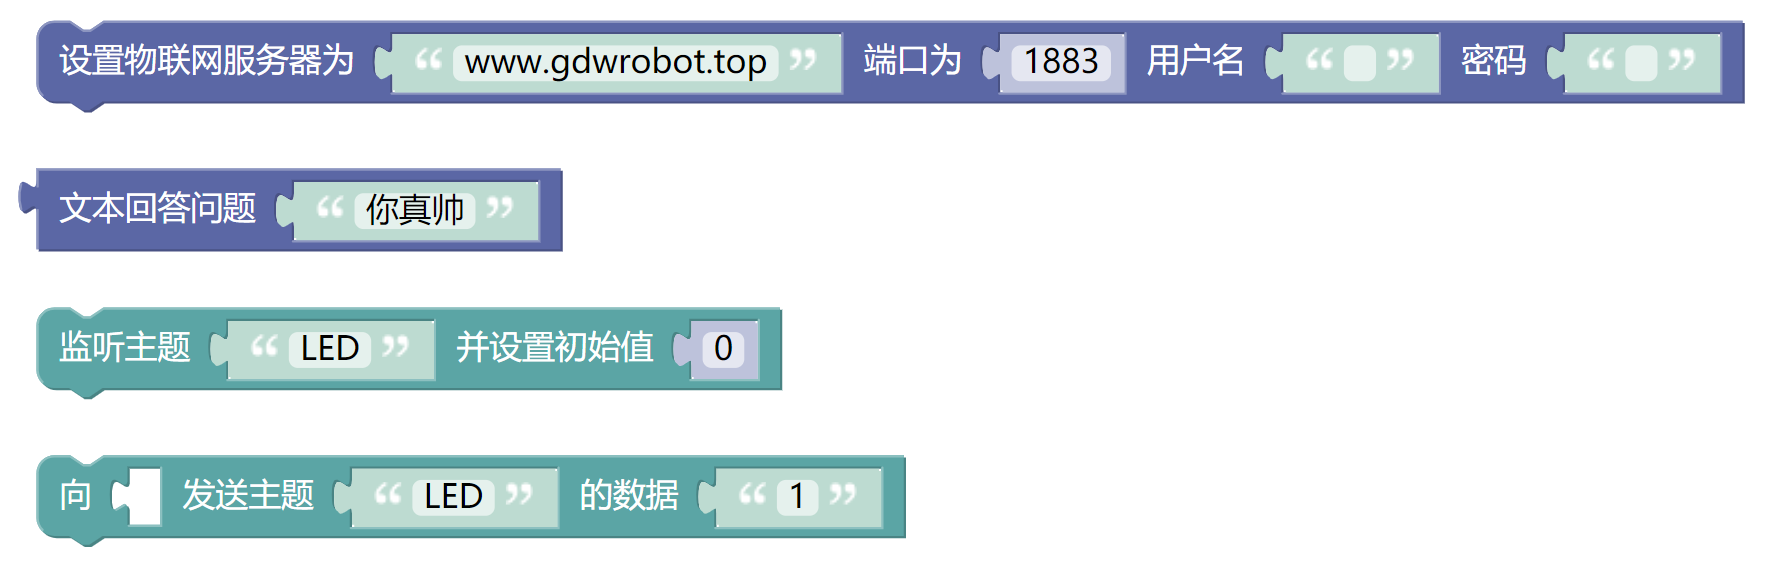 设置物联网服务器为 “ www.gdwrobot.top ” 端口为 1883 用户名 “ ” 密码 “ ”
文本回答问题 “ 你真帅 ”
监听主题 “ LED ” 并设置初始值 0
向 发送主题 “ LED ” 的数据 “ 1 ”